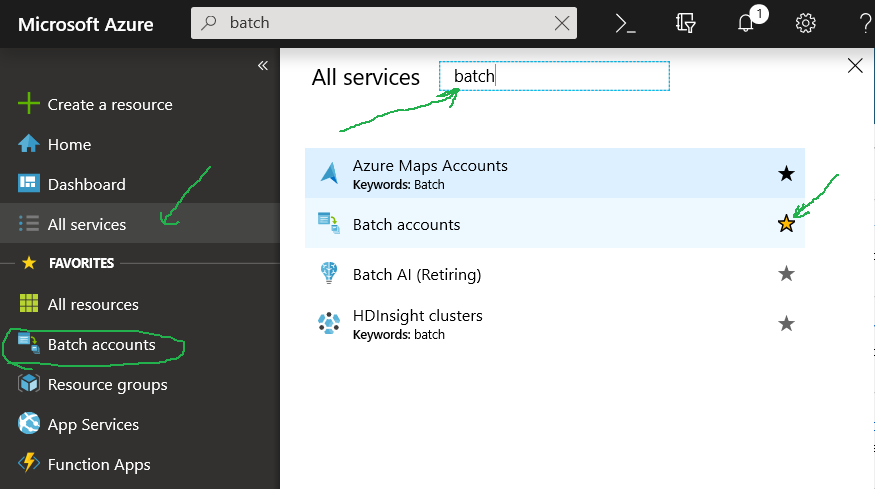 Microsoft Azure
batch
1
?
«
Create a resource
Home
Dashboard
All services
FAVORITES
All resources
Batch accounts
Resource groups
App Services
Function Apps
All services
batch
Azure Maps Accounts
Keywords: Batch
Batch accounts
Batch AI (Retiring)
HDInsight clusters
Keywords: batch